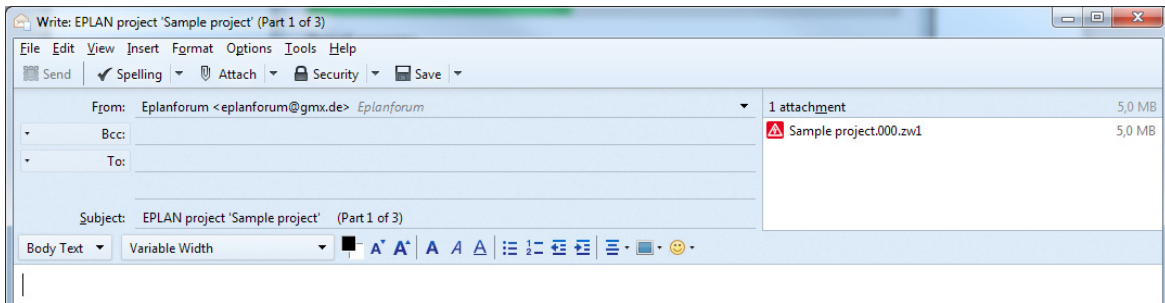 Write: EPLAN project 'Sample project' (Part 1 of 3)
File Edit View Insert Format Options Tools Help
Send Spelling Attach Security Save
From: Eplanforum <eplanforum@gmx.de> Eplanforum
1 attachment 5,0 MB
Bcc:
Sample project.000.zw1 5,0 MB
To:
Subject: EPLAN project 'Sample project' (Part 1 of 3)
Body Text Variable Width